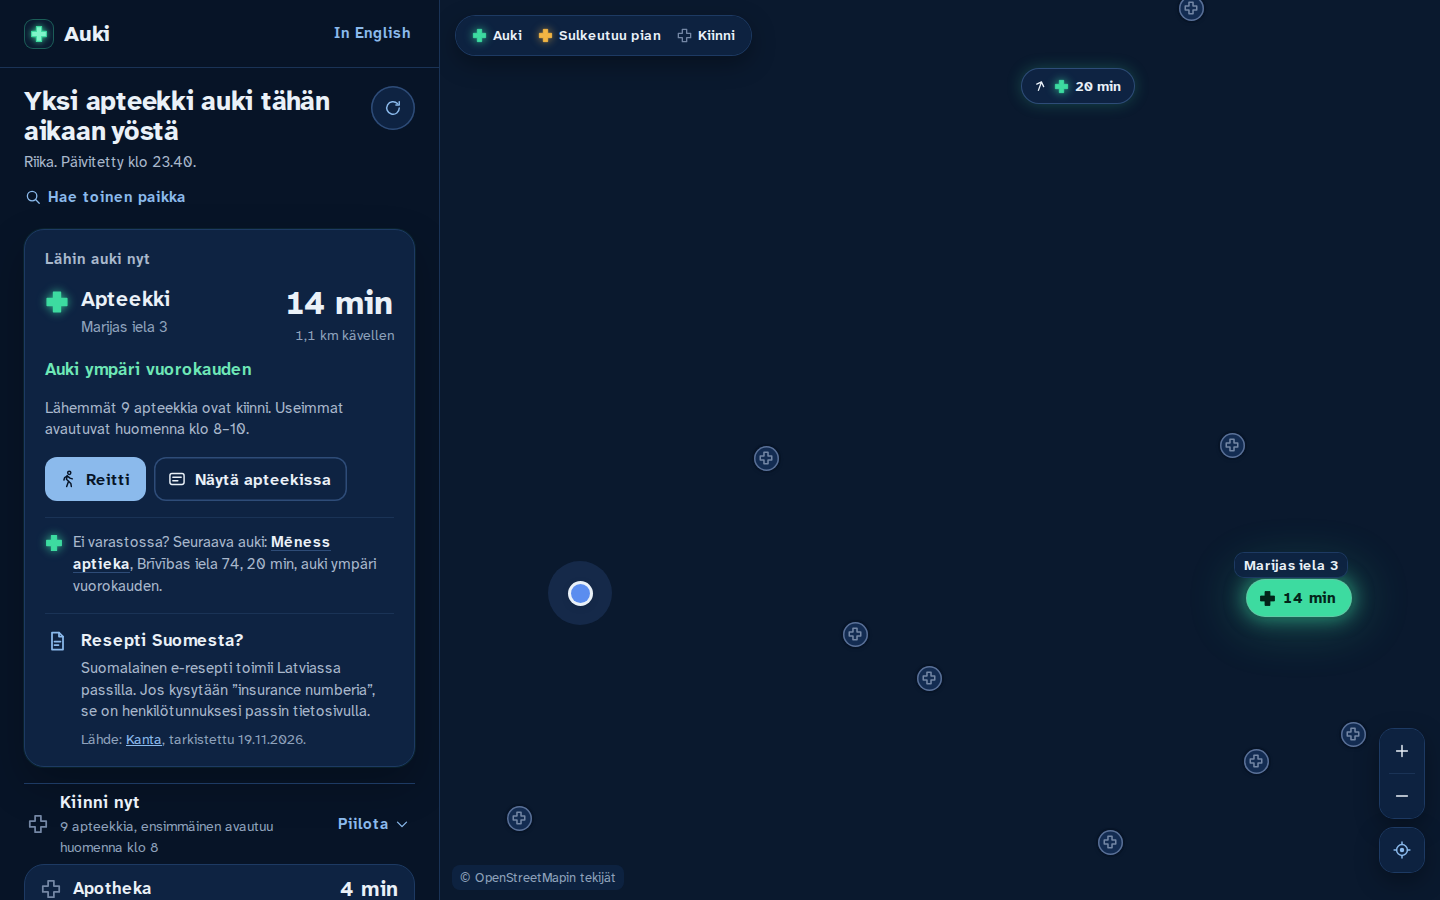 Auki
In English
Yksi apteekki auki tähän
aikaan yöstä
Riika. Päivitetty klo 23.40.
Hae toinen paikka
Lähin auki nyt
Apteekki
14 min
Marijas iela 3
1,1 km kävellen
Auki ympäri vuorokauden
Lähemmät 9 apteekkia ovat kiinni. Useimmat
avautuvat huomenna klo 8–10.
Reitti
Näytä apteekissa
Ei varastossa? Seuraava auki: Mēness
aptieka, Brīvības iela 74, 20 min, auki ympäri
vuorokauden.
Resepti Suomesta?
Suomalainen e-resepti toimii Latviassa
passilla. Jos kysytään ”insurance numberia”,
se on henkilötunnuksesi passin tietosivulla.
Lähde: Kanta, tarkistettu 19.11.2026.
Kiinni nyt
9 apteekkia, ensimmäinen avautuu
huomenna klo 8
Piilota
Apotheka
4 min
Auki
Sulkeutuu pian
Kiinni
20 min
Marijas iela 3
14 min
© OpenStreetMapin tekijät